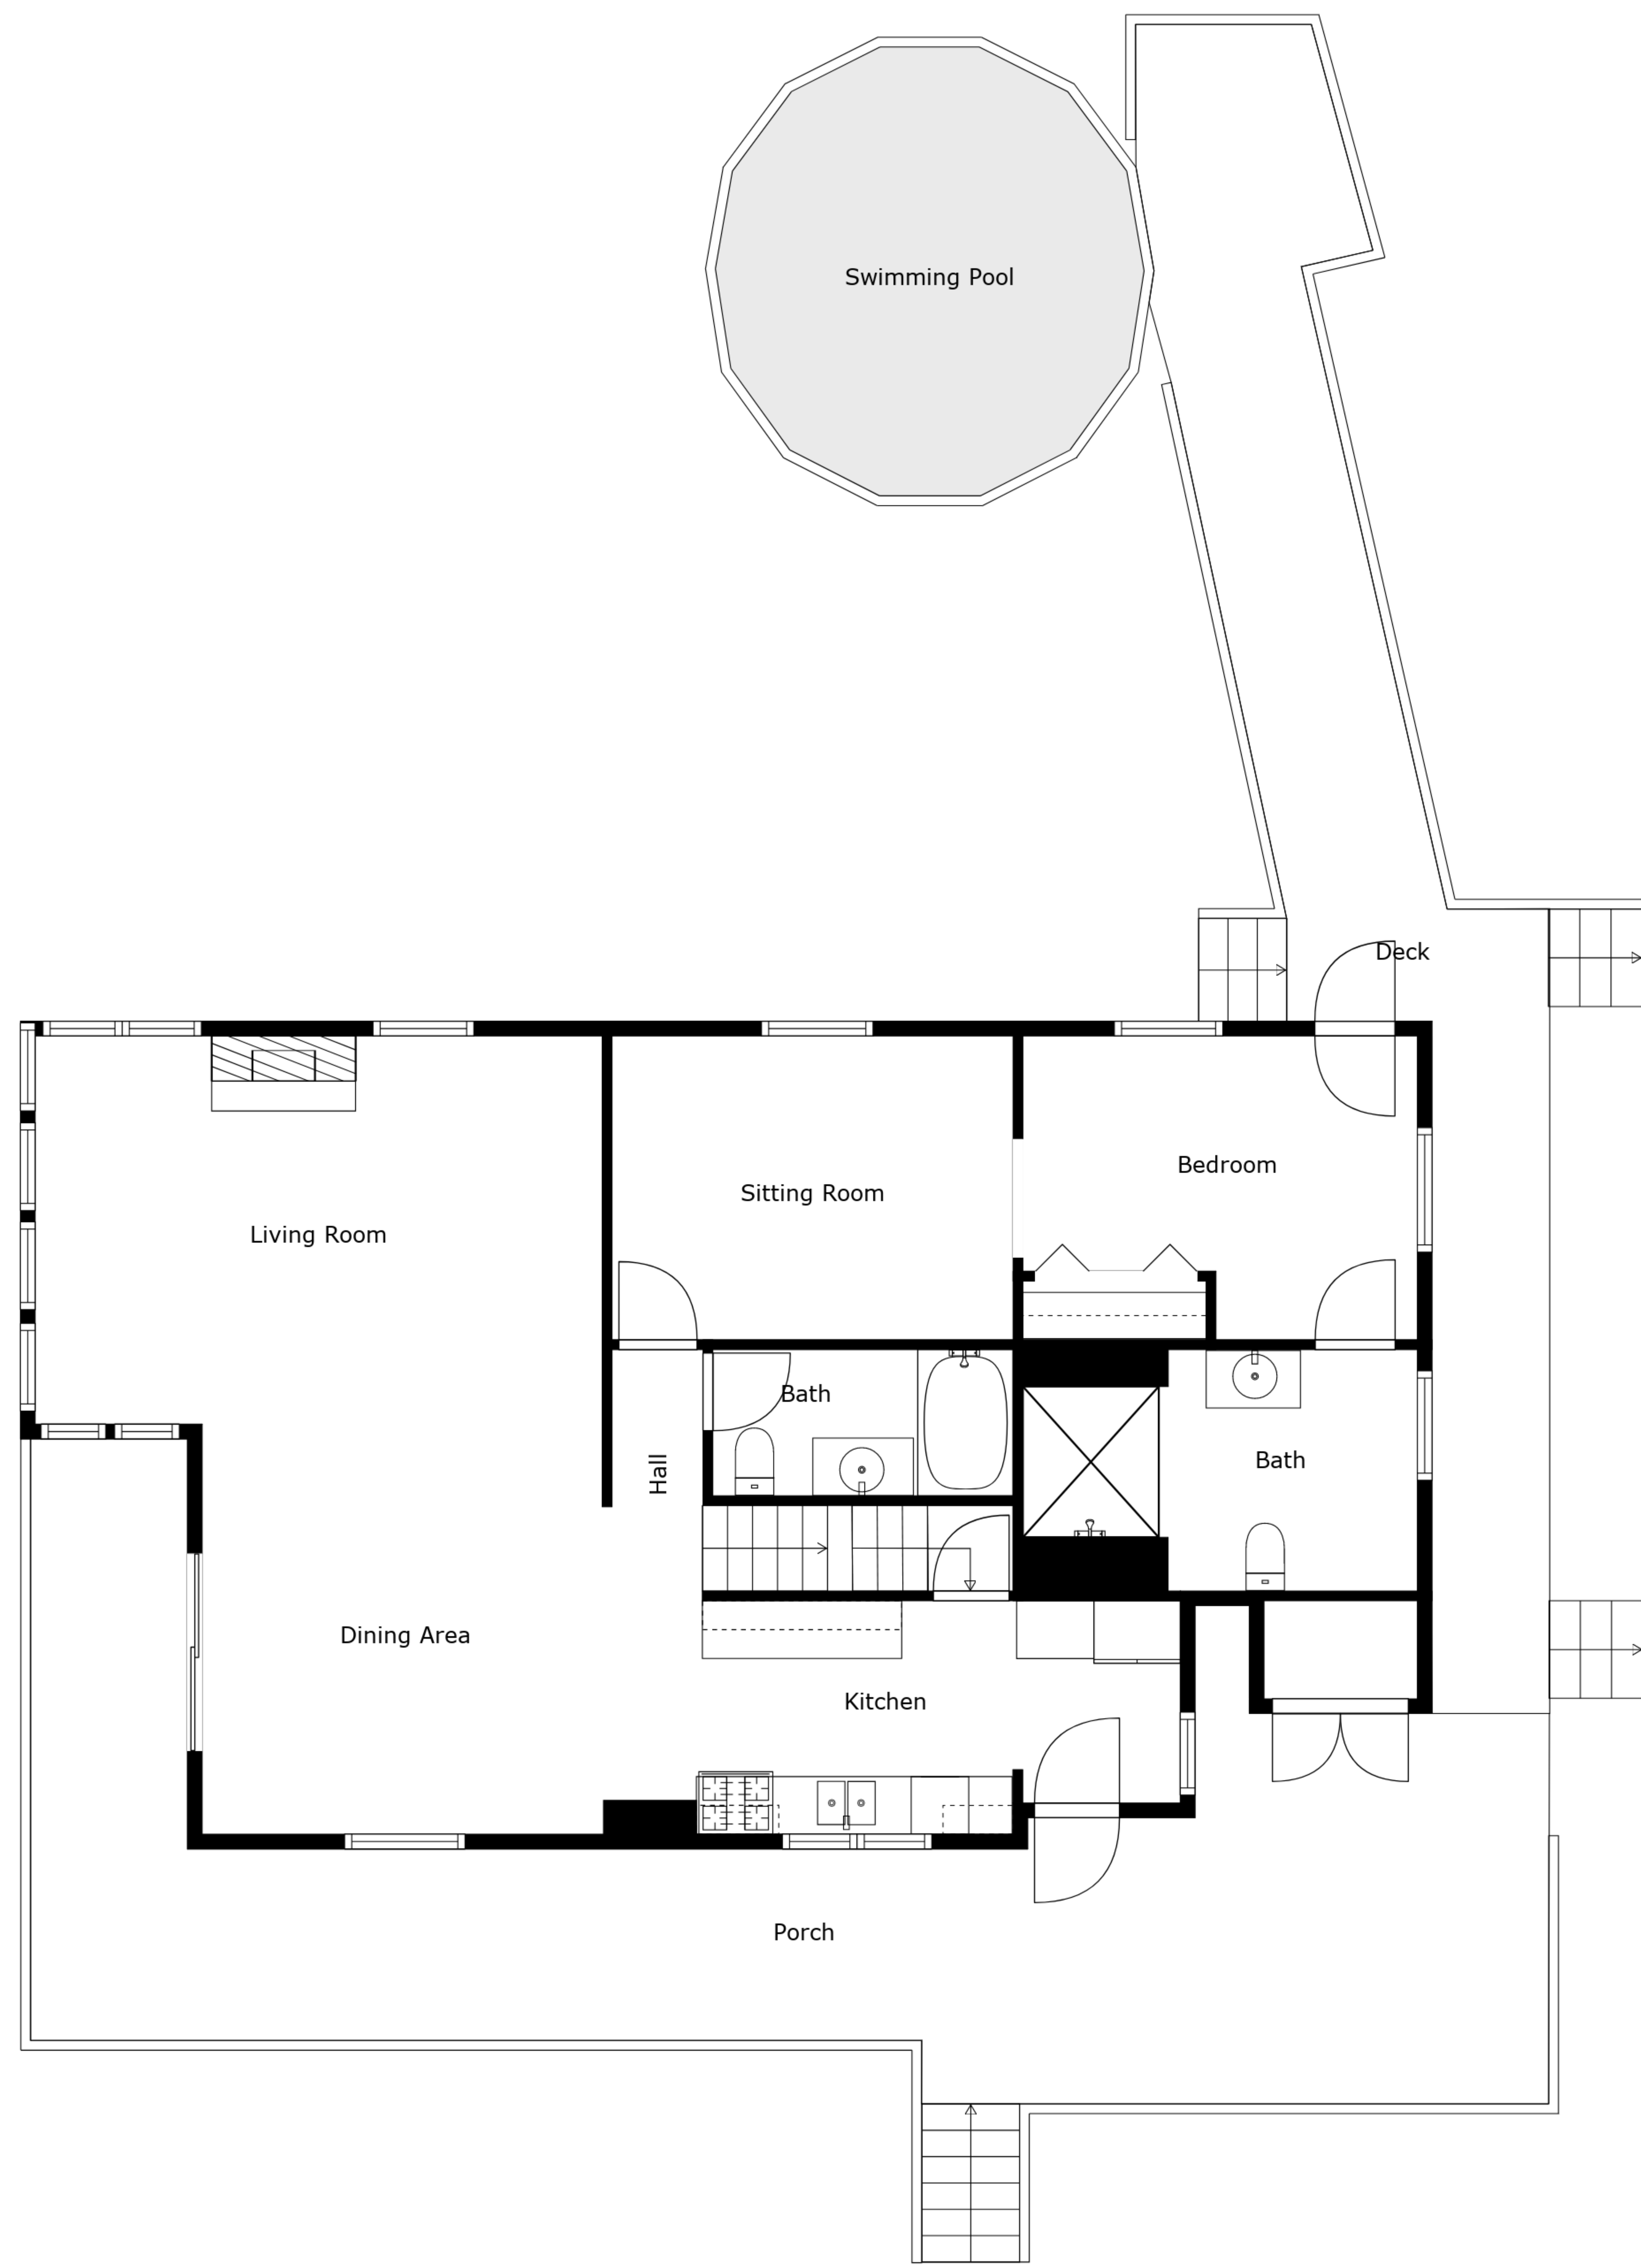 Swimming Pool
Deck
Bedroom
Sitting Room
Living Room
Bath
Bath
Hall
Dining Area
Kitchen
Porch